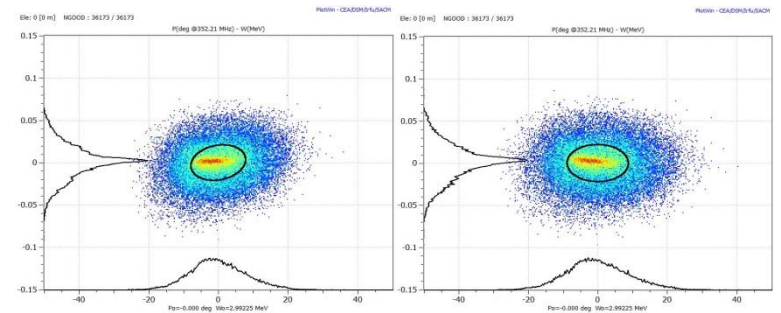 PlotWin - CEA/DSM/Irfu/SACM
Ele: 0 [0 m] NGOOD : 36173 / 36173
P(deg @352.21 MHz) - W(MeV)
0.15
0.1
0.05
0
-0.05
-0.1
-0.15
-40 -20 0 20 40
Po=-0.000 deg Wo=2.99225 MeV
PlotWin - CEA/DSM/Irfu/SACM
Ele: 0 [0 m] NGOOD : 36173 / 36173
P(deg @352.21 MHz) - W(MeV)
0.15
0.1
0.05
0
-0.05
-0.1
-0.15
-40 -20 0 20 40
Po=-0.000 deg Wo=2.99225 MeV